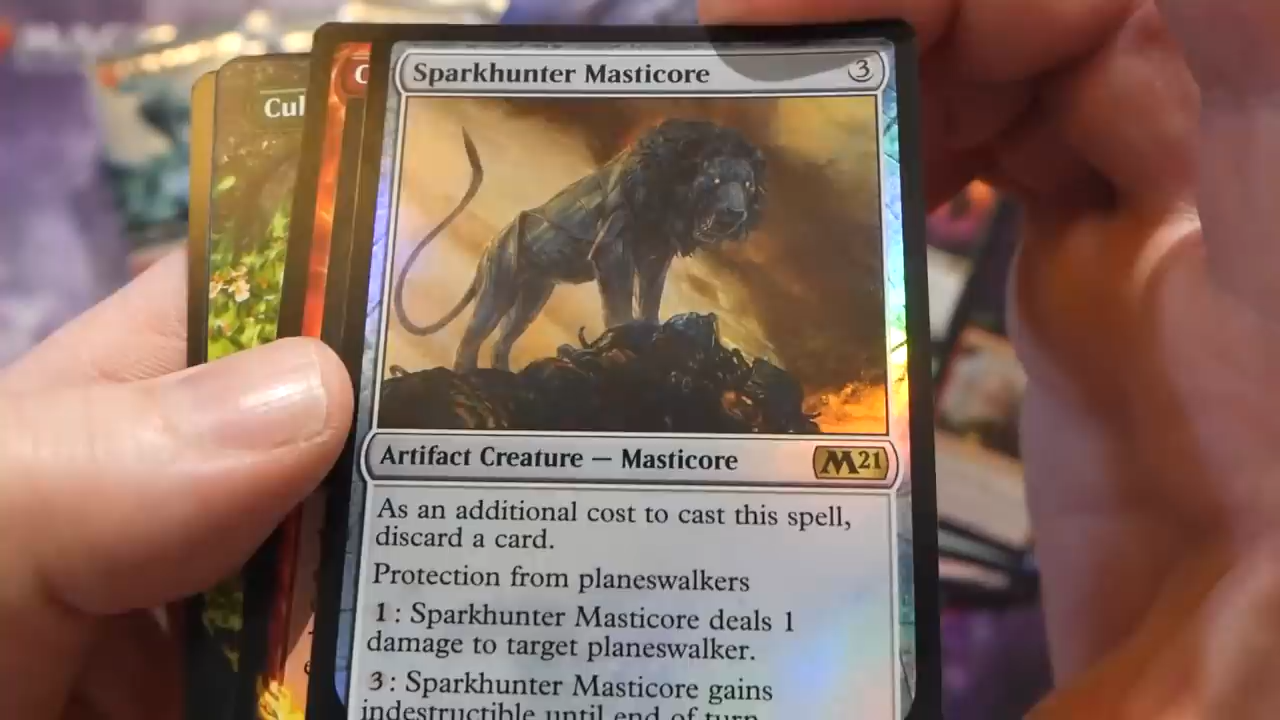 Sparkhunter Masticore 3
Cul
C
Artifact Creature — Masticore M21
As an additional cost to cast this spell,
discard a card.
Protection from planeswalkers
1: Sparkhunter Masticore deals 1
damage to target planeswalker.
3: Sparkhunter Masticore gains
indestructible until end of turn